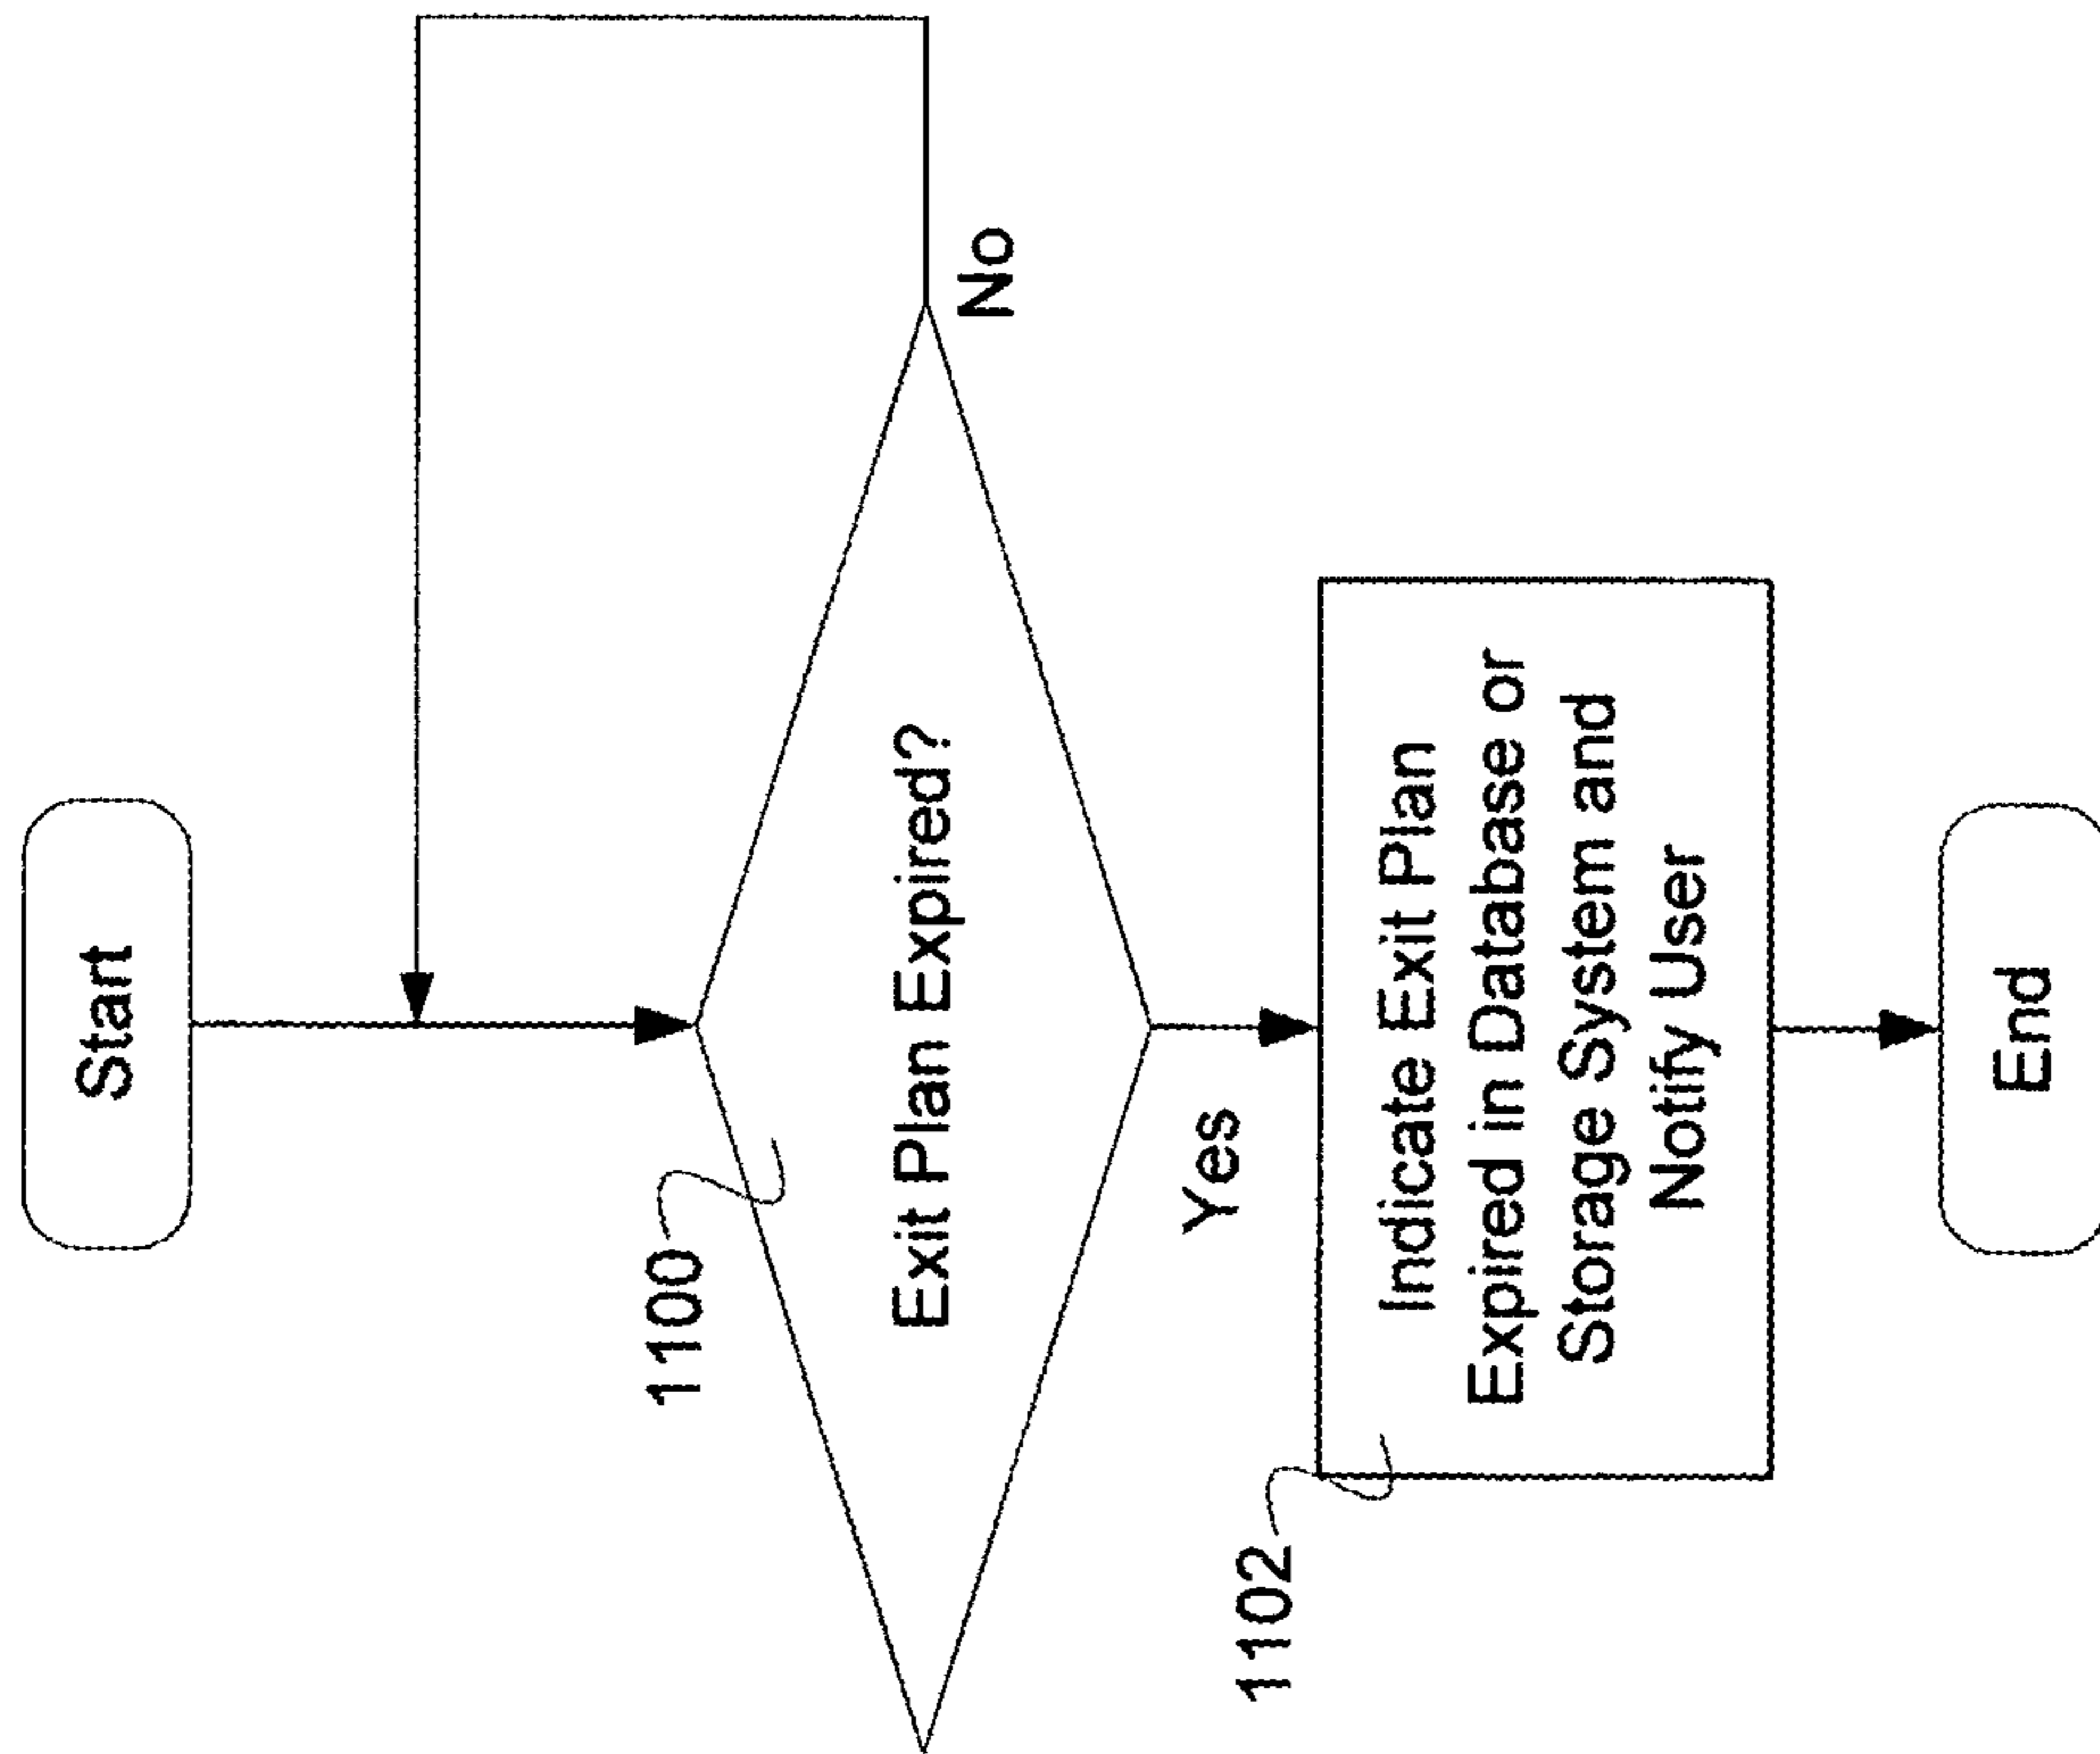 Start
1100
Exit Plan Expired?
No
Yes
1102
Indicate Exit Plan
Expired in Database or
Storage System and
Notify User
End